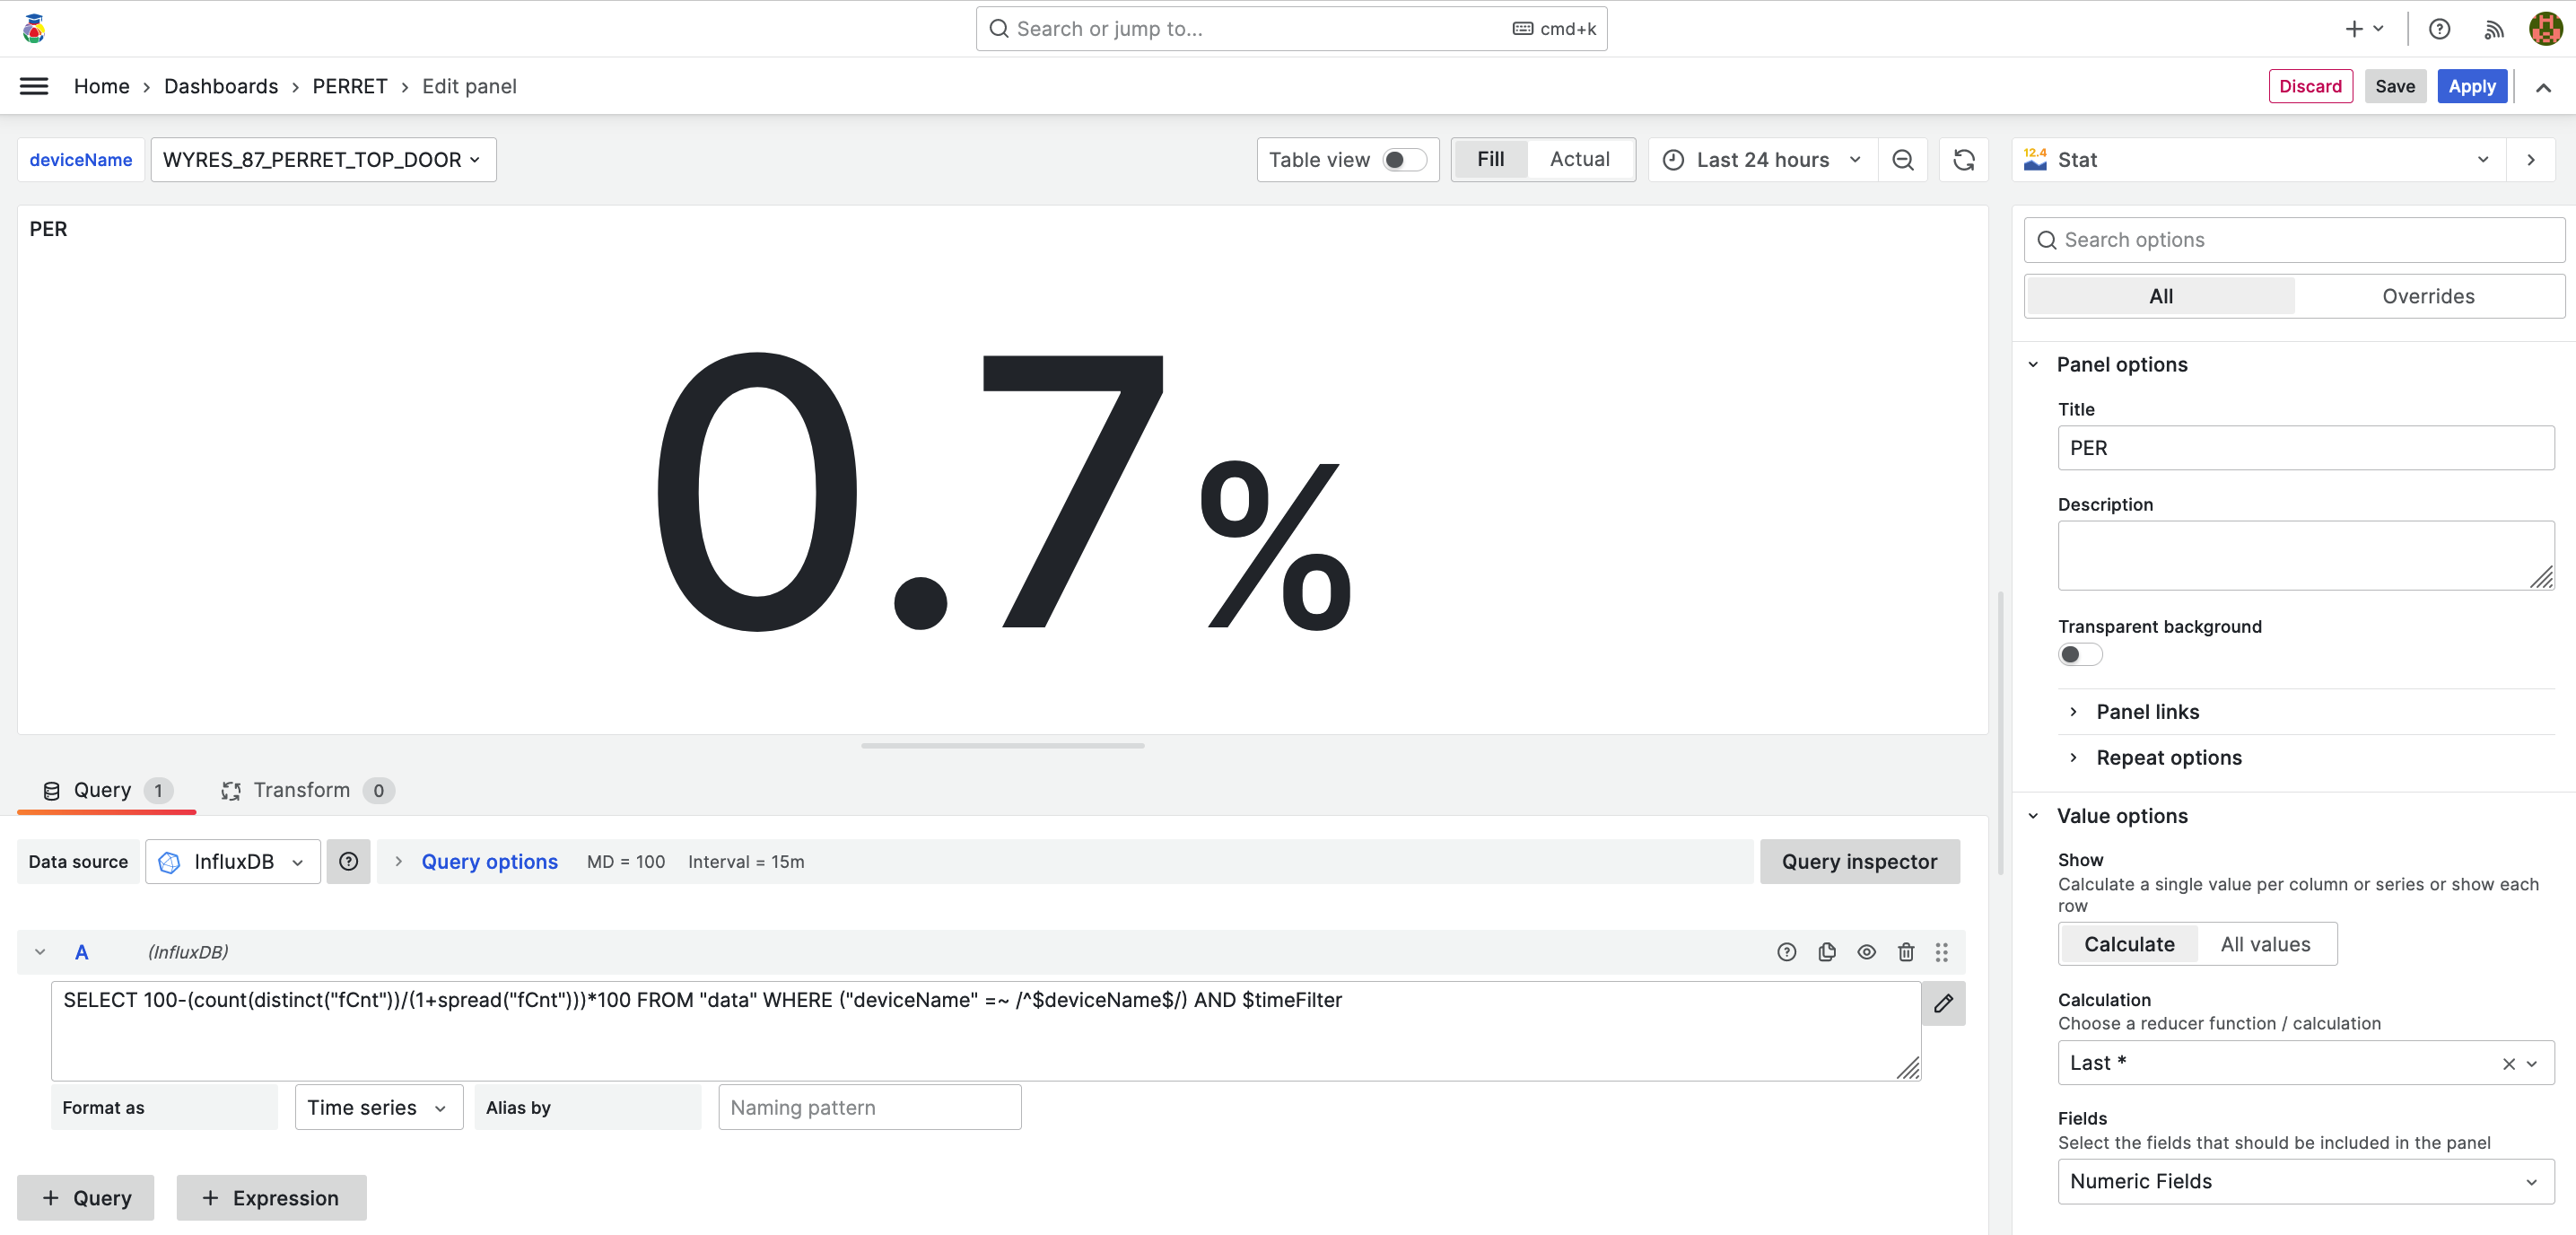 Search or jump to... cmd+k
Home › Dashboards › PERRET › Edit panel Discard Save Apply
deviceName WYRES_87_PERRET_TOP_DOOR Table view Fill Actual Last 24 hours 12.4 Stat
PER
0.7%
Search options
All Overrides
Panel options
Title
PER
Description
Transparent background
Panel links
Repeat options
Query 1 Transform 0
Data source InfluxDB Query options MD = 100 Interval = 15m Query inspector
A (InfluxDB)
SELECT 100-(count(distinct("fCnt"))/(1+spread("fCnt")))*100 FROM "data" WHERE ("deviceName" =~ /^$deviceName$/) AND $timeFilter
Format as Time series Alias by Naming pattern
+ Query + Expression
Value options
Show
Calculate a single value per column or series or show each
row
Calculate All values
Calculation
Choose a reducer function / calculation
Last *
Fields
Select the fields that should be included in the panel
Numeric Fields